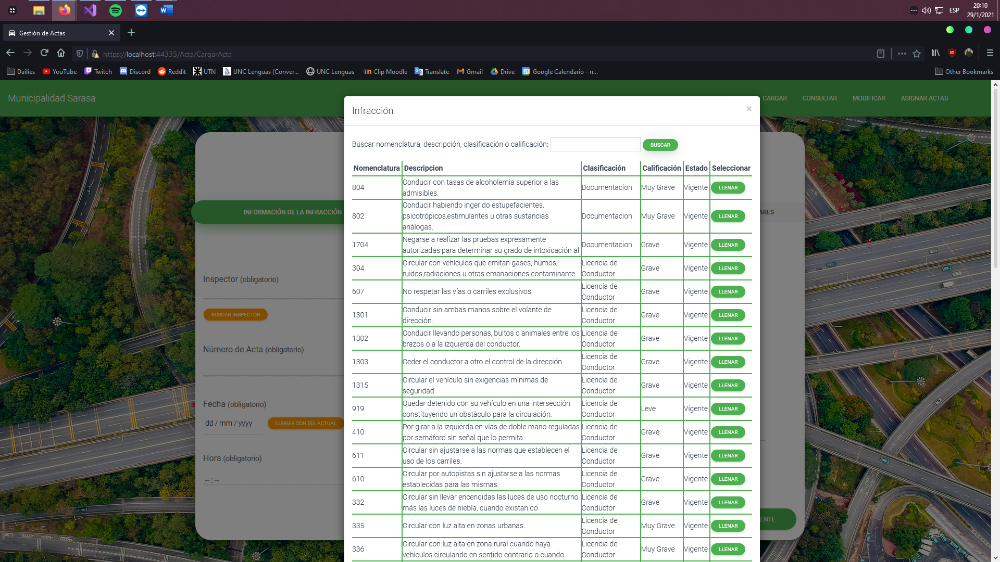 ESP
20:10
29/1/2021
Gestión de Actas
https://localhost:44335/Acta/CargarActa
Dailies
YouTube
Twitch
Discord
Reddit
UTN
UNC Lenguas (Conver...
UNC Lenguas
Clip Moodle
Translate
Gmail
Drive
Google Calendario - n...
Other Bookmarks
Municipalidad Sarasa
CARGAR
CONSULTAR
MODIFICAR
ASIGNAR ACTAS
INFORMACIÓN DE LA INFRACCIÓN
ARES
Inspector (obligatorio)
BUSCAR INSPECTOR
Número de Acta (obligatorio)
Fecha (obligatorio)
dd / mm / yyyy
LLENAR CON DÍA ACTUAL
Hora (obligatorio)
-- : --
ENTE
Infracción
×
Buscar nomenclatura, descripción, clasificación o calificación:
BUSCAR
Nomenclatura Descripcion Clasificación Calificación Estado Seleccionar
804 Conducir con tasas de alcoholemia superior a las Documentacion Muy Grave Vigente LLENAR
admisibles.
802 Conducir habiendo ingerido estupefacientes, Documentacion Muy Grave Vigente LLENAR
psicotrópicos,estimulantes u otras sustancias
análogas.
1704 Negarse a realizar las pruebas expresamente Documentacion Grave Vigente LLENAR
autorizadas para determinar su grado de intoxicación al
304 Circular con vehículos que emitan gases, humos, Licencia de Grave Vigente LLENAR
ruidos,radiaciones u otras emanaciones contaminante Conductor
607 No respetar las vías o carriles exclusivos. Licencia de Grave Vigente LLENAR
Conductor
1301 Conducir sin ambas manos sobre el volante de Licencia de Grave Vigente LLENAR
dirección. Conductor
1302 Conducir llevando personas, bultos o animales entre los Licencia de Grave Vigente LLENAR
brazos o a la izquierda del conductor. Conductor
1303 Ceder el conductor a otro el control de la dirección. Licencia de Grave Vigente LLENAR
Conductor
1315 Circular el vehículo sin exigencias mínimas de Licencia de Grave Vigente LLENAR
seguridad. Conductor
919 Quedar detenido con su vehículo en una intersección Licencia de Leve Vigente LLENAR
constituyendo un obstáculo para la circulación. Conductor
410 Por girar a la izquierda en vías de doble mano reguladas Licencia de Grave Vigente LLENAR
por semáforo sin señal que lo permita. Conductor
611 Circular sin ajustarse a las normas que establecen el Licencia de Grave Vigente LLENAR
uso de los carriles. Conductor
610 Circular por autopistas sin ajustarse a las normas Licencia de Grave Vigente LLENAR
establecidas para las mismas. Conductor
332 Circular sin llevar encendidas las luces de uso nocturno Licencia de Grave Vigente LLENAR
más las luces de niebla, cuando existan co Conductor
335 Circular con luz alta en zonas urbanas. Licencia de Muy Grave Vigente LLENAR
Conductor
336 Circular con luz alta en zona rural cuando haya Licencia de Muy Grave Vigente LLENAR
vehículos circulando en sentido contrario o cuando Conductor